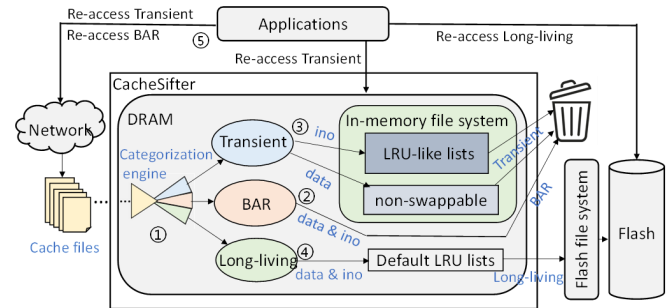 Re-access Transient
Applications
Re-access BAR
⑤
Re-access Long-living
Re-access Transient
CacheSifter
DRAM
In-memory file system
Network
Transient
③ ino
LRU-like lists
Transient
Categorization
engine
data
non-swappable
BAR
②
BAR
Cache files
①
data & ino
Long-living
④
data & ino
Default LRU lists
Long-living
Flash file system
Flash